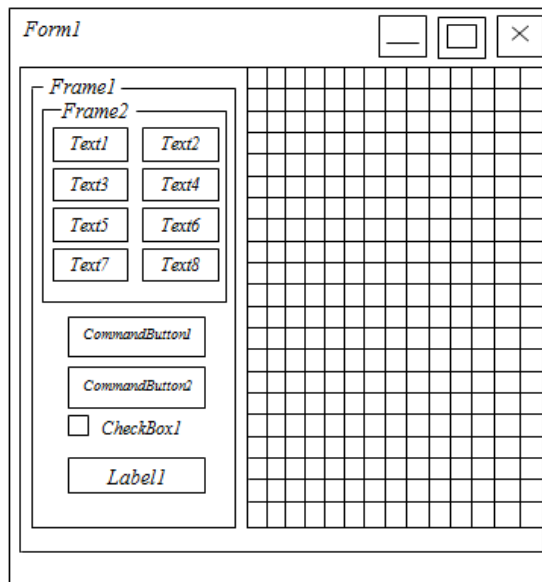 Form1
Frame1
Frame2
Text1 Text2
Text3 Text4
Text5 Text6
Text7 Text8
CommandButton1
CommandButton2
CheckBox1
Label1